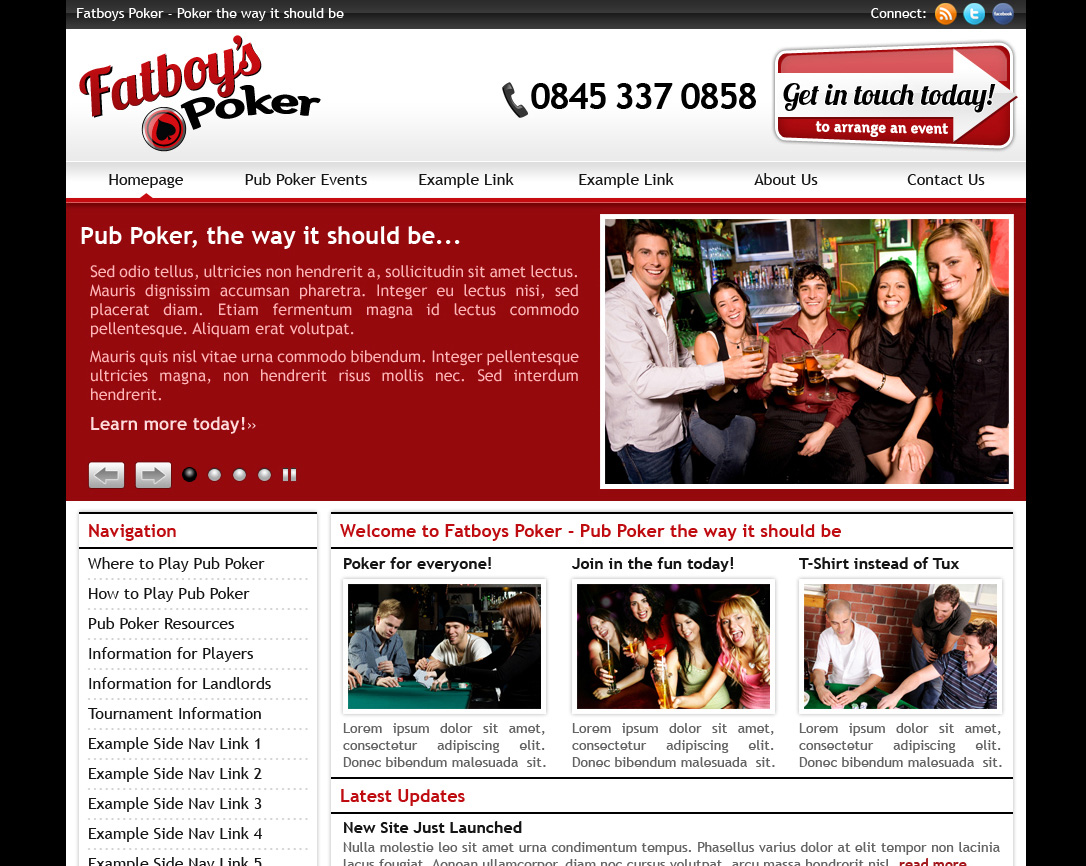 Fatboys Poker - Poker the way it should be
Connect:
facebook
Fatboy's
Poker
0845 337 0858
Get in touch today!
to arrange an event
Homepage
Pub Poker Events
Example Link
Example Link
About Us
Contact Us
Pub Poker, the way it should be...
Sed odio tellus, ultricies non hendrerit a, sollicitudin sit amet lectus.
Mauris dignissim accumsan pharetra. Integer eu lectus nisi, sed
placerat diam. Etiam fermentum magna id lectus commodo
pellentesque. Aliquam erat volutpat.
Mauris quis nisl vitae urna commodo bibendum. Integer pellentesque
ultricies magna, non hendrerit risus mollis nec. Sed interdum
hendrerit.
Learn more today!››
Navigation
Where to Play Pub Poker
How to Play Pub Poker
Pub Poker Resources
Information for Players
Information for Landlords
Tournament Information
Example Side Nav Link 1
Example Side Nav Link 2
Example Side Nav Link 3
Example Side Nav Link 4
Example Side Nav Link 5
Welcome to Fatboys Poker - Pub Poker the way it should be
Poker for everyone!
Lorem ipsum dolor sit amet,
consectetur adipiscing elit.
Donec bibendum malesuada sit.
Join in the fun today!
Lorem ipsum dolor sit amet,
consectetur adipiscing elit.
Donec bibendum malesuada sit.
T-Shirt instead of Tux
Lorem ipsum dolor sit amet,
consectetur adipiscing elit.
Donec bibendum malesuada sit.
Latest Updates
New Site Just Launched
Nulla molestie leo sit amet urna condimentum tempus. Phasellus varius dolor at elit tempor non lacinia
lacus feugiat. Aenean ullamcorper, diam nec cursus volutpat, arcu massa hendrerit nisl, read more